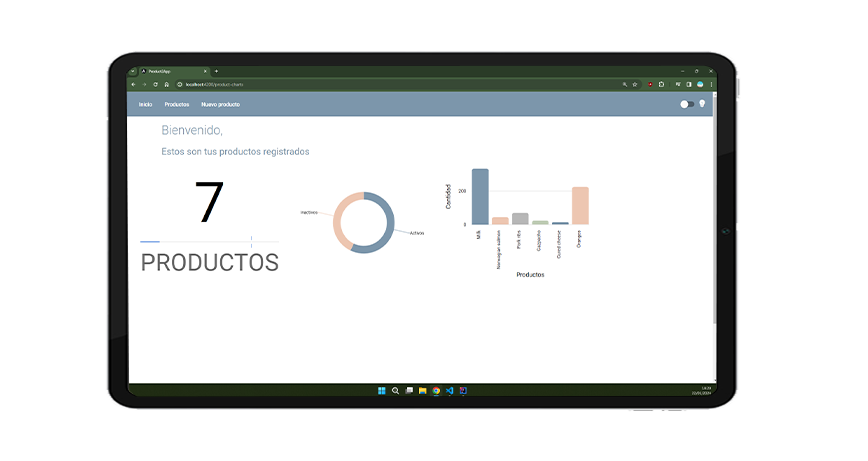 ProductsApp
localhost:4200/product-charts
Inicio
Productos
Nuevo producto
Bienvenido,
Estos son tus productos registrados
7
PRODUCTOS
Inactivos
Activos
Cantidad
200
0
Milk
Norwegian salmon
Pork ribs
Gazpacho
Cured cheese
Oranges
Productos